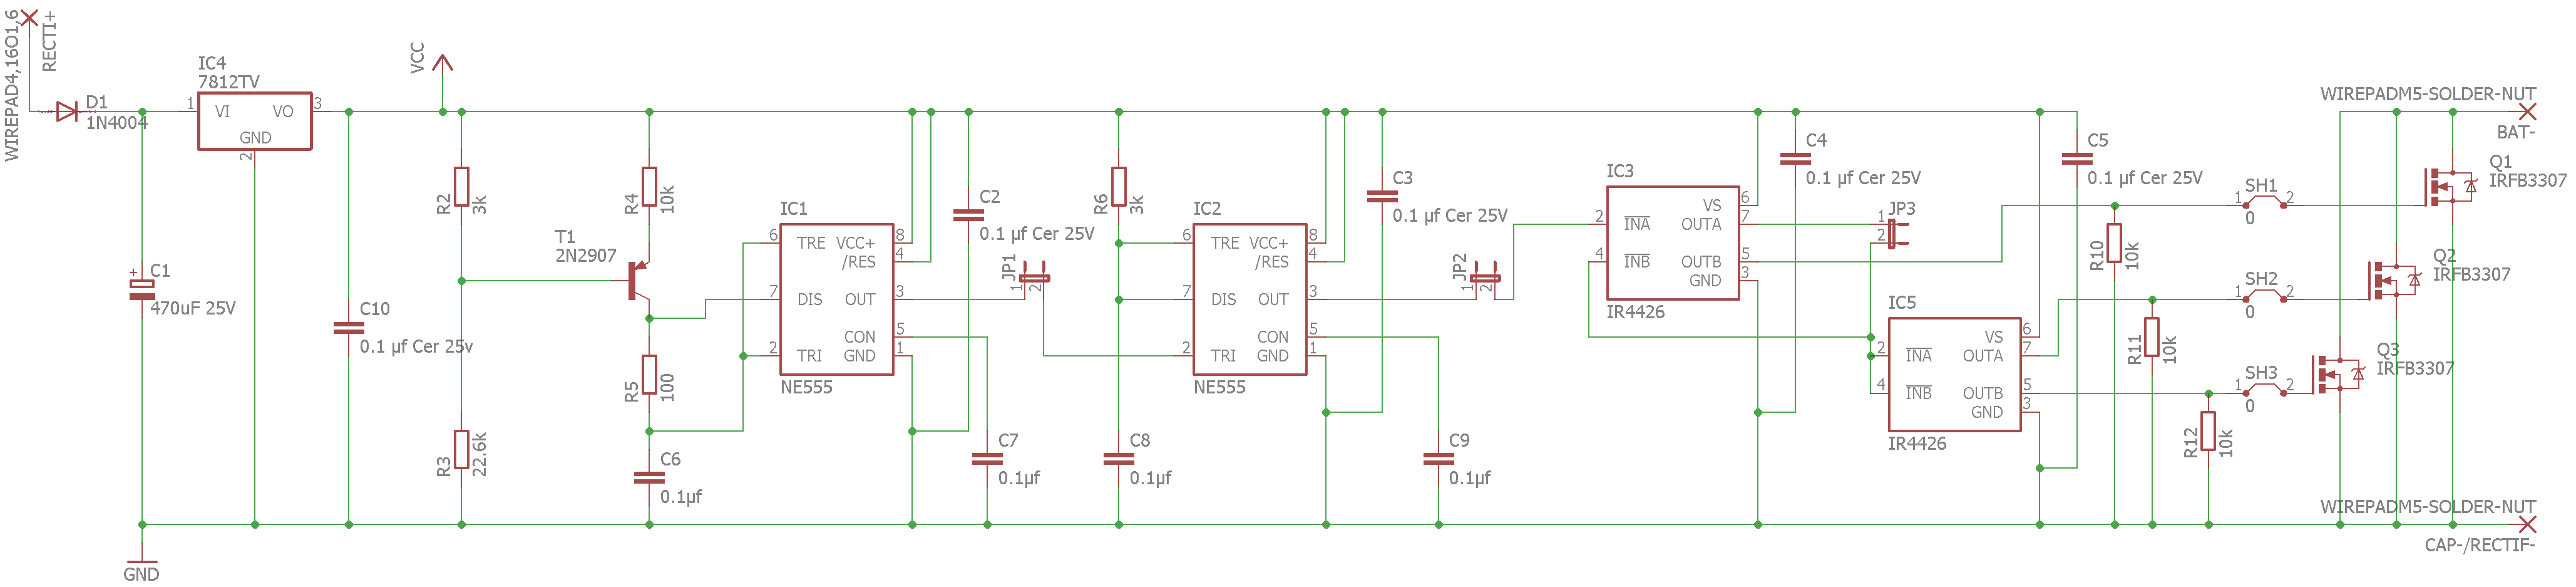 WIREPAD4,16O1,6
RECTI+
D1
1N4004
IC4
7812TV
1
VI
VO
3
GND
2
VCC
C1
+
470uF 25V
C10
0.1 µf Cer 25v
R2
3k
R3
22.6k
R4
10k
T1
2N2907
R5
100
C6
0.1µf
IC1
6
TRE
VCC+
8
/RES
4
7
DIS
OUT
3
CON
5
2
TRI
GND
1
NE555
C2
0.1 µf Cer 25V
JP1
1
2
C7
0.1µf
R6
3k
C8
0.1µf
IC2
6
TRE
VCC+
8
/RES
4
7
DIS
OUT
3
CON
5
2
TRI
GND
1
NE555
C3
0.1 µf Cer 25V
JP2
1
2
C9
0.1µf
IC3
VS
6
2
INA
OUTA
7
4
INB
OUTB
5
GND
3
IR4426
C4
0.1 µf Cer 25V
JP3
1
2
IC5
VS
6
2
INA
OUTA
7
4
INB
OUTB
5
GND
3
IR4426
C5
0.1 µf Cer 25V
R10
10k
R11
10k
R12
10k
SH1
1
2
0
SH2
1
2
0
SH3
1
2
0
WIREPADM5-SOLDER-NUT
BAT-
Q1
IRFB3307
Q2
IRFB3307
Q3
IRFB3307
WIREPADM5-SOLDER-NUT
CAP-/RECTIF-
GND